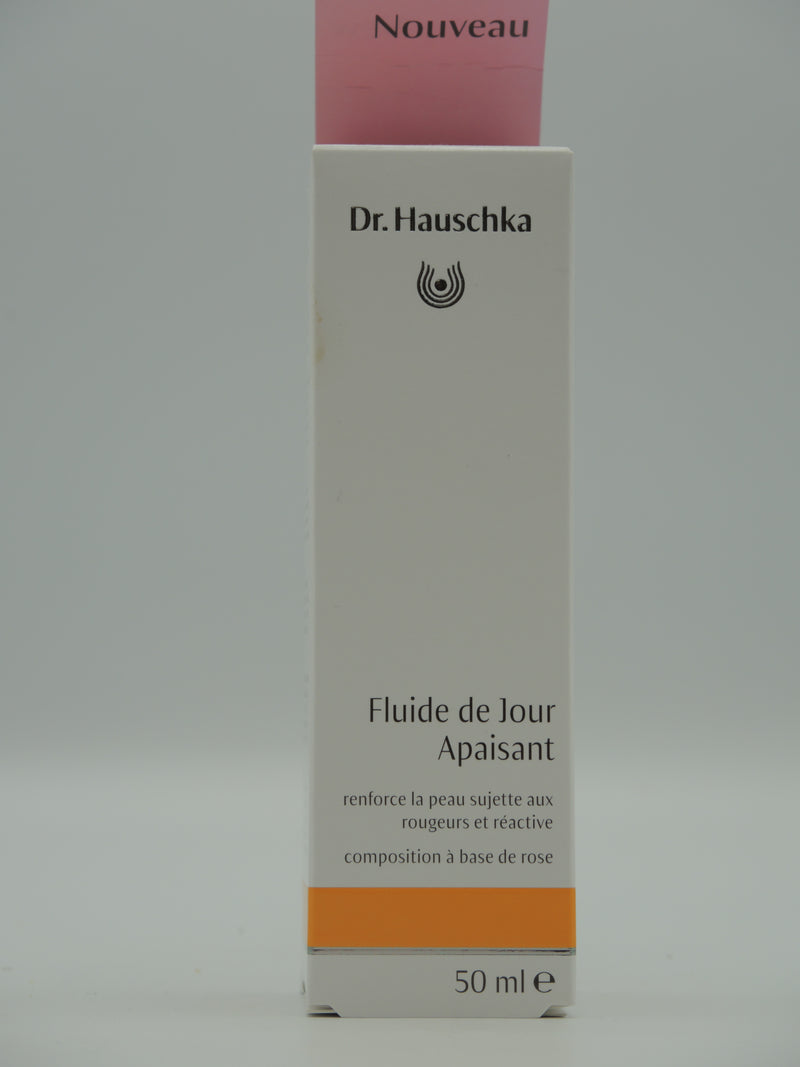 Nouveau
Dr. Hauschka
Fluide de Jour
Apaisant
renforce la peau sujette aux
rougeurs et réactive
composition à base de rose
50 ml ℮